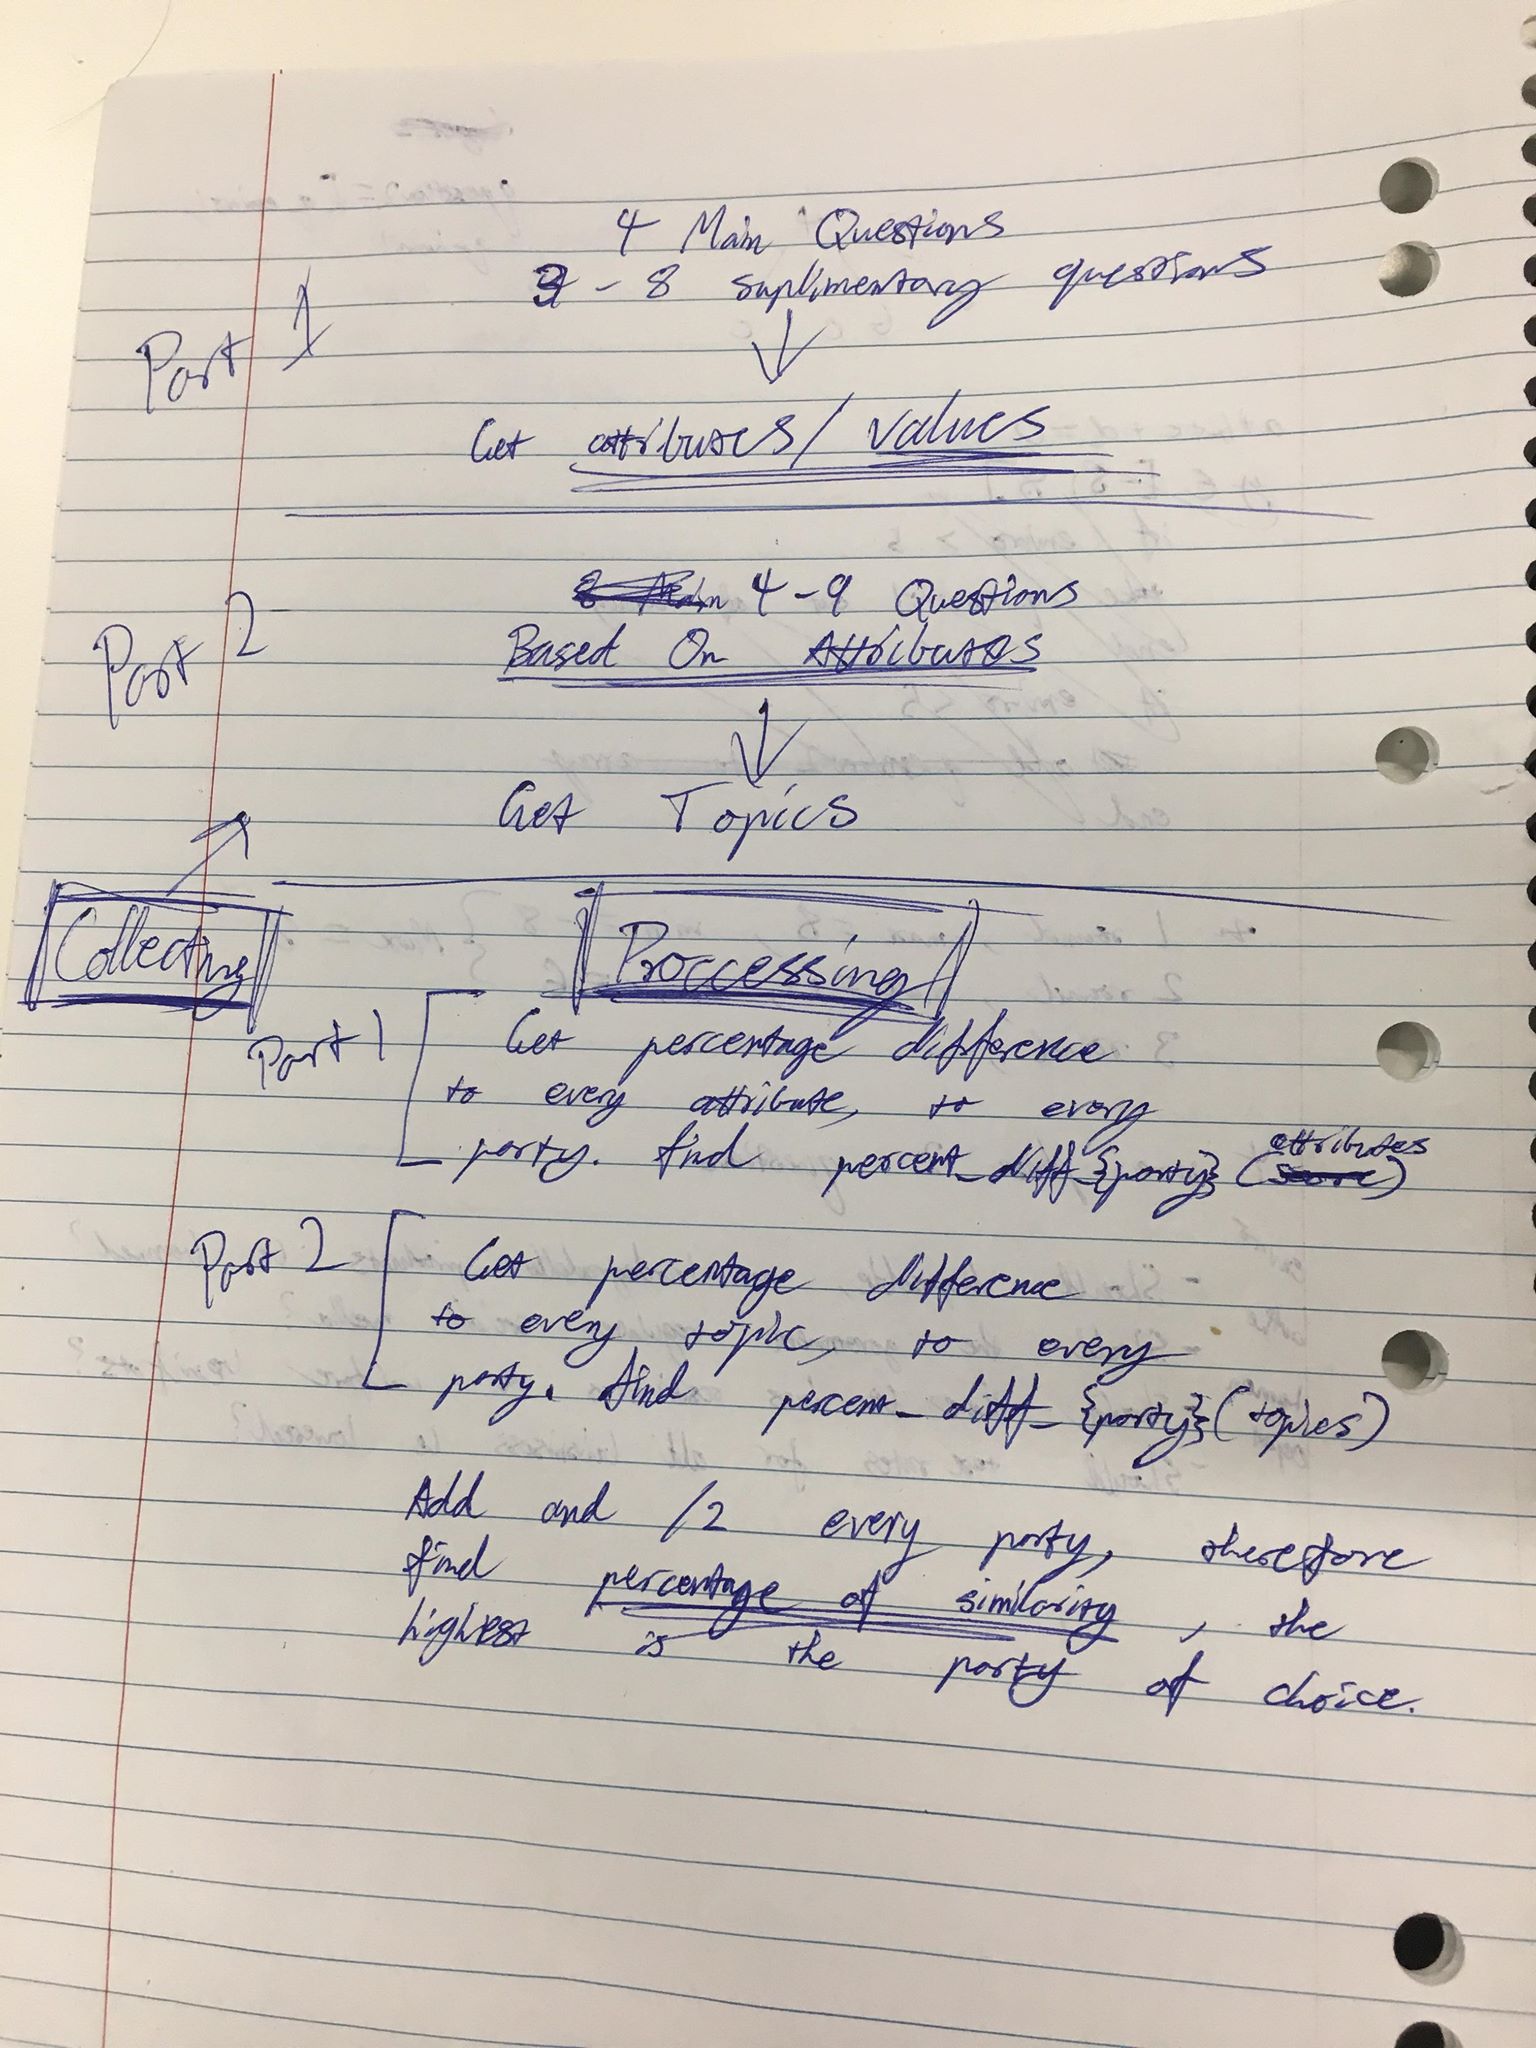 4 Main Questions
- 8 suplimentary questions
Part 1
Get attributes/values
4-9 Questions
Part 2
Based On Attributes
Get Topics
Collecting
Proccessing
Part 1
Get percentage difference
to every attribute, to every
attributes
party. find percent_diff_{party} (score)
Part 2
Get percentage difference
to every topic, to every
party. find percent_diff_{party} (topics)
Add and /2 every party, therefore
find percentage of similarity, the
highest is the party of choice.